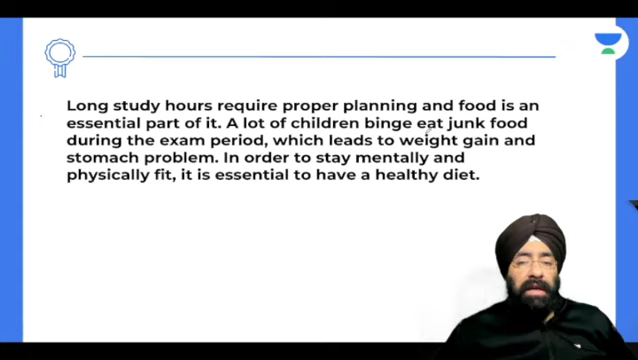 Long study hours require proper planning and food is an
essential part of it. A lot of children binge eat junk food
during the exam period, which leads to weight gain and
stomach problem. In order to stay mentally and
physically fit, it is essential to have a healthy diet.